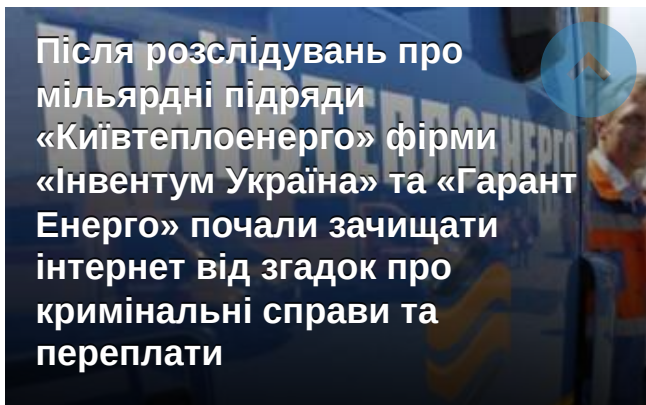 Після розслідувань про
мільярдні підряди
«Київтеплоенерго» фірми
«Інвентум Україна» та «Гарант
Енерго» почали зачищати
інтернет від згадок про
кримінальні справи та
переплати
КИЇВТЕПЛОЕНЕРГО